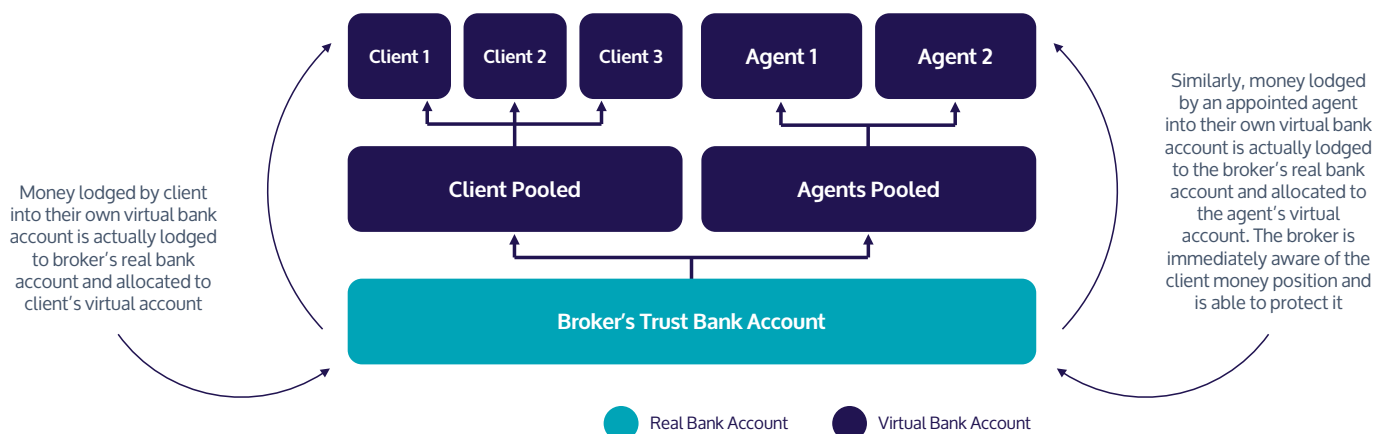 Client 1
Client 2
Client 3
Agent 1
Agent 2
Client Pooled
Agents Pooled
Broker's Trust Bank Account
Money lodged by client
into their own virtual bank
account is actually lodged
to broker's real bank
account and allocated to
client's virtual account
Similarly, money lodged
by an appointed agent
into their own virtual bank
account is actually lodged
to the broker's real bank
account and allocated to
the agent's virtual
account. The broker is
immediately aware of the
client money position and
is able to protect it
Real Bank Account
Virtual Bank Account